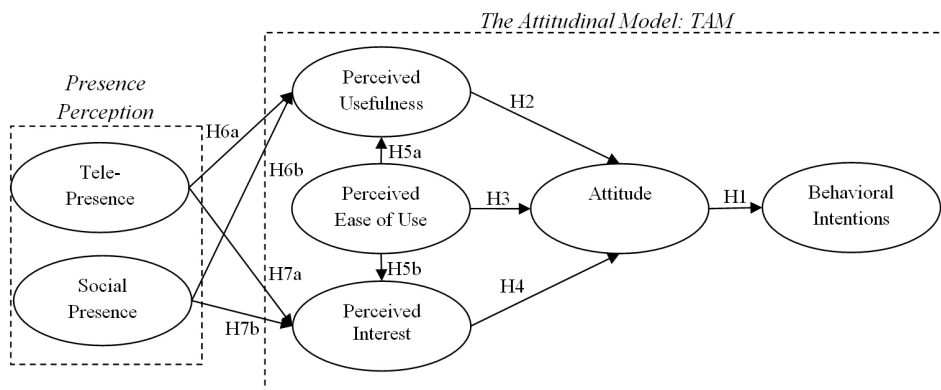 The Attitudinal Model: TAM
Presence
Perception
Tele-
Presence
Social
Presence
H6a
H6b
H7a
H7b
Perceived
Usefulness
H5a
Perceived
Ease of Use
H5b
Perceived
Interest
H2
H3
H4
Attitude
H1
Behavioral
Intentions